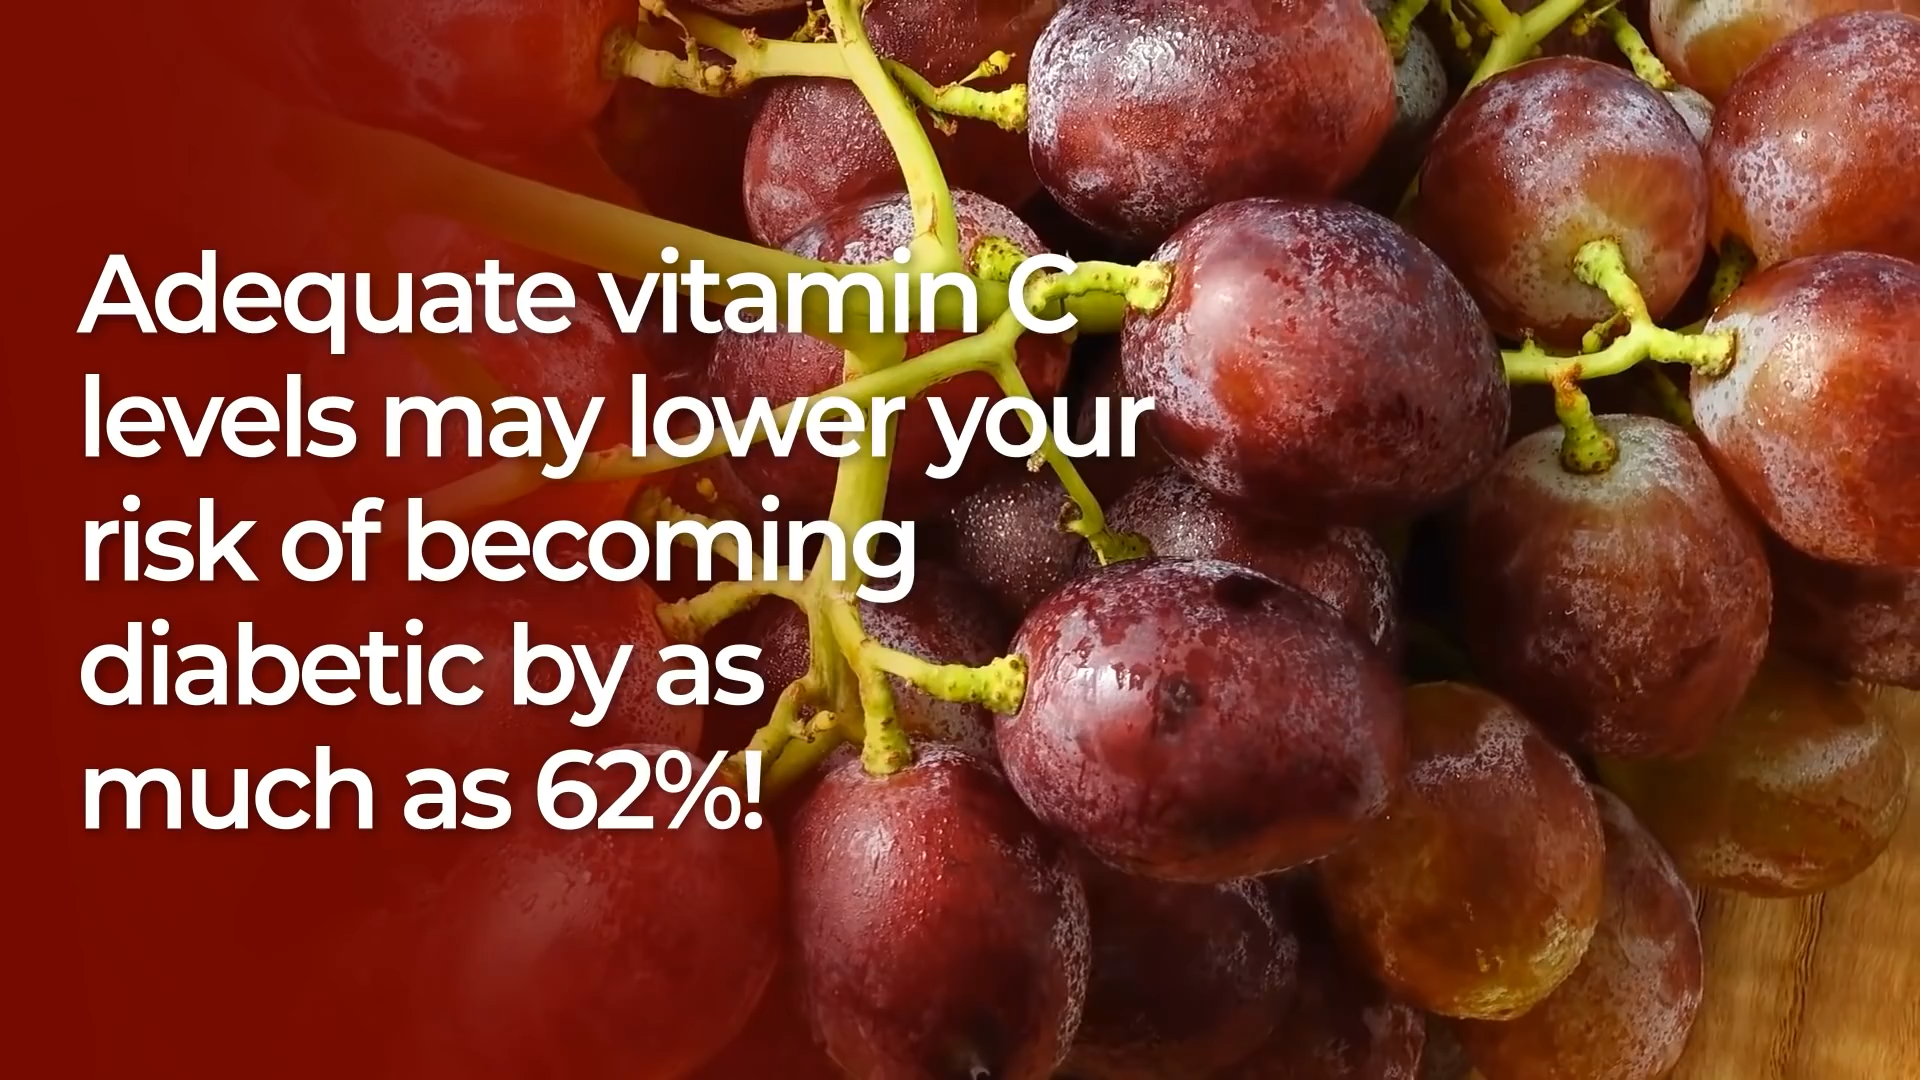 Adequate vitamin C
levels may lower your
risk of becoming
diabetic by as
much as 62%!